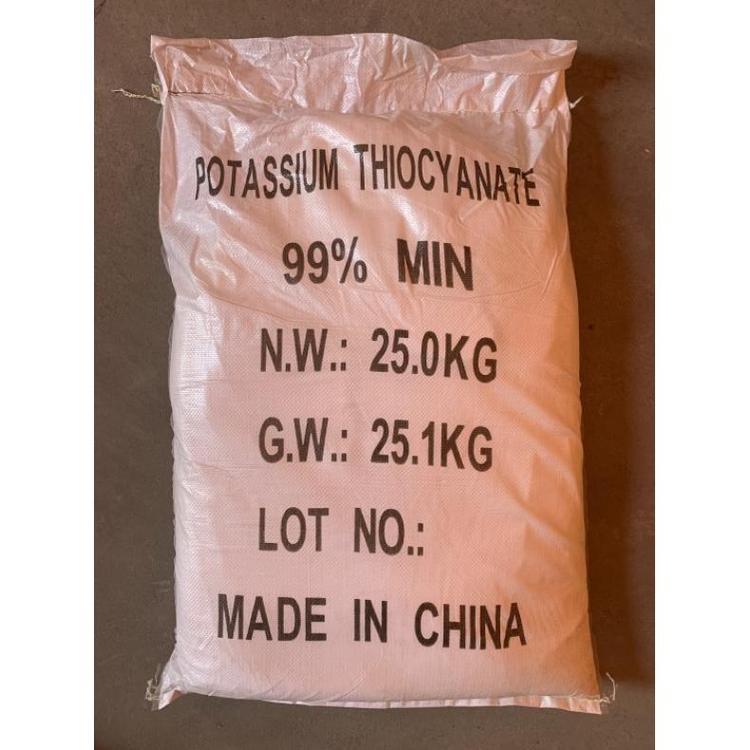 POTASSIUM THIOCYANATE
99% MIN
N.W.: 25.0KG
G.W.: 25.1KG
LOT NO.:
MADE IN CHINA